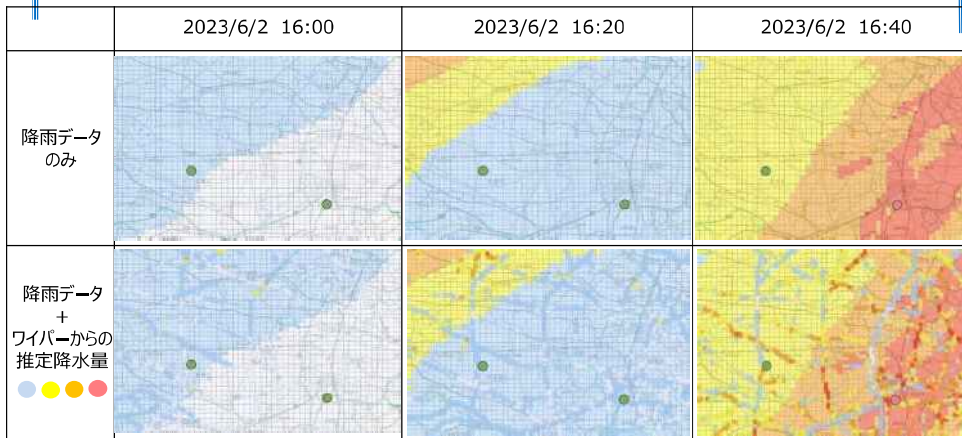 2023/6/2 16:00
2023/6/2 16:20
2023/6/2 16:40
降雨データ
のみ
降雨データ
+
ワイパーからの
推定降水量